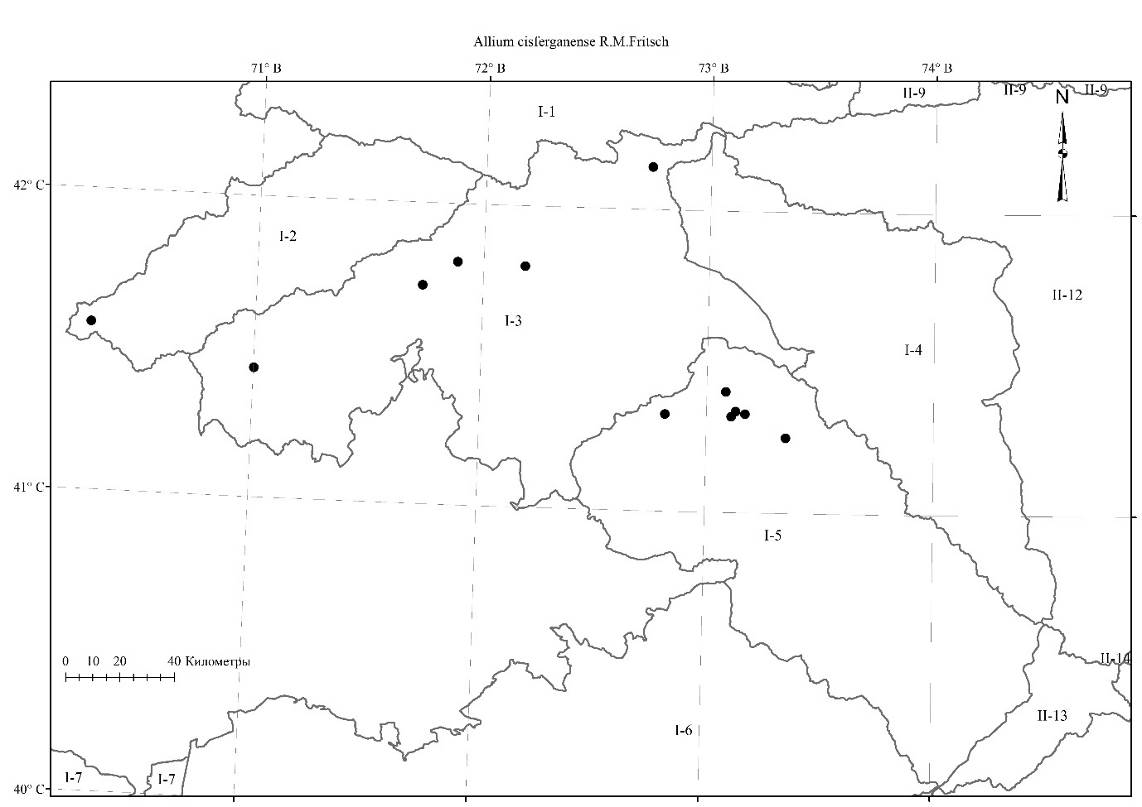 Allium cisferganense R.M.Fritsch
71° В 72° В 73° В 74° В
II-9 II-9 II-9
N
I-1
42° С
I-2
II-12
I-3
I-4
41° С
I-5
0 10 20 40 Километры
II-14
II-13
I-6
I-7 I-7
40° С